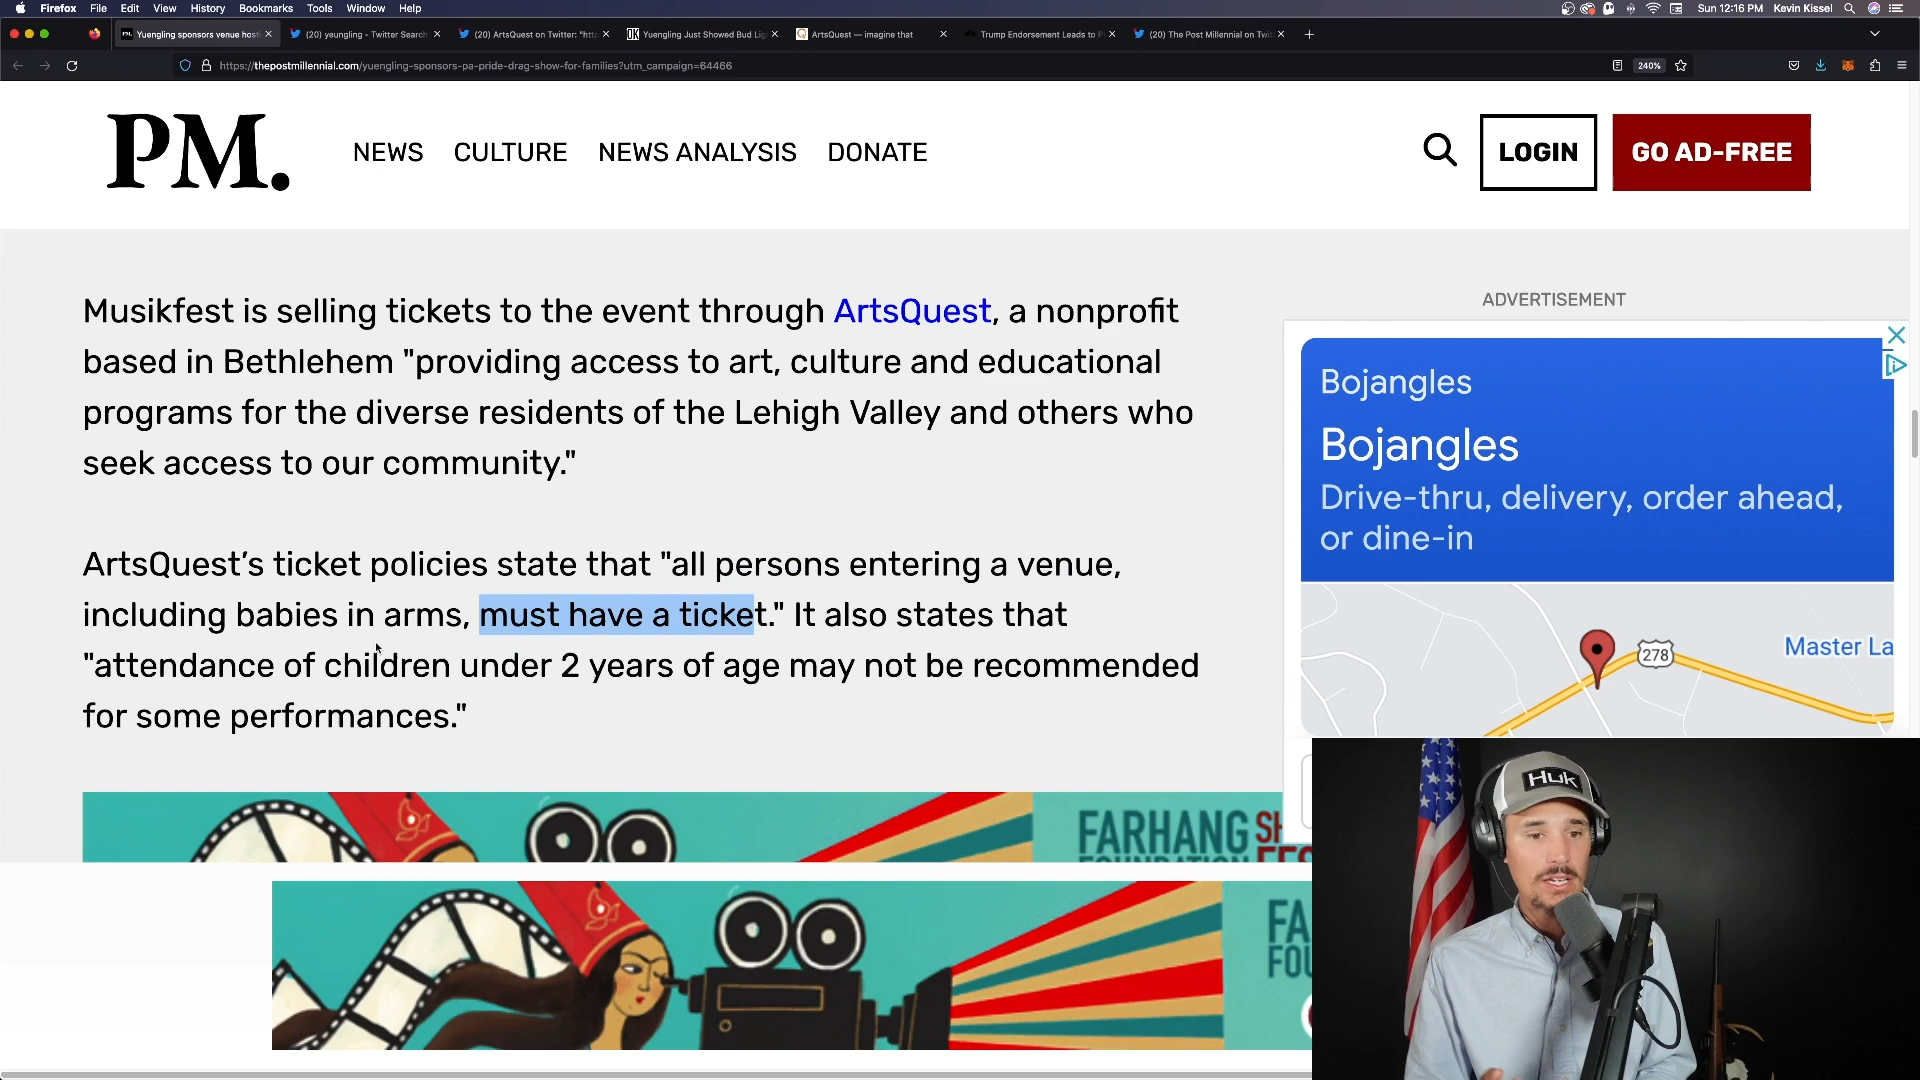 Firefox File Edit View History Bookmarks Tools Window Help Sun 12:16 PM Kevin Kissel
Yuengling sponsors venue hosti (20) yeungling - Twitter Search (20) ArtsQuest on Twitter: "http Yuengling Just Showed Bud Lig ArtsQuest — imagine that Trump Endorsement Leads to P (20) The Post Millennial on Twit
https://thepostmillennial.com/yuengling-sponsors-pa-pride-drag-show-for-families?utm_campaign=64466 240%
PM. NEWS CULTURE NEWS ANALYSIS DONATE LOGIN GO AD-FREE
Musikfest is selling tickets to the event through ArtsQuest, a nonprofit
based in Bethlehem "providing access to art, culture and educational
programs for the diverse residents of the Lehigh Valley and others who
seek access to our community."
ArtsQuest's ticket policies state that "all persons entering a venue,
including babies in arms, must have a ticket." It also states that
"attendance of children under 2 years of age may not be recommended
for some performances."
ADVERTISEMENT
Bojangles
Bojangles
Drive-thru, delivery, order ahead,
or dine-in
278
Master La
FARHANG SH
FOUNDATION FES
FA
FOU
Huk